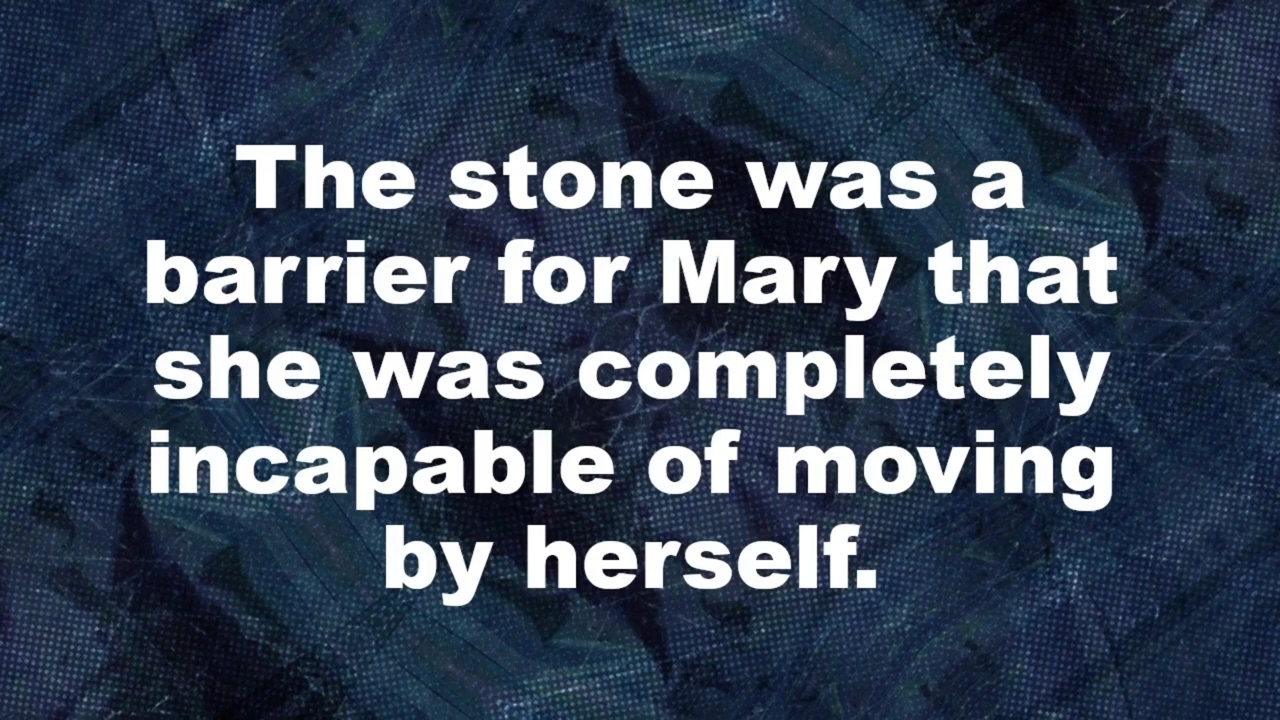 The stone was a
barrier for Mary that
she was completely
incapable of moving
by herself.